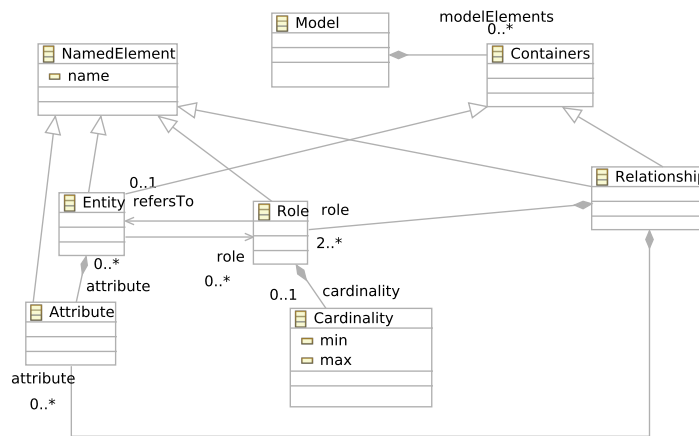 modelElements
Model
0..*
NamedElement
Containers
name
Relationship
0..1
Entity
refersTo
Role
role
2..*
role
0..*
attribute
0..*
0..1
cardinality
Attribute
Cardinality
min
max
attribute
0..*